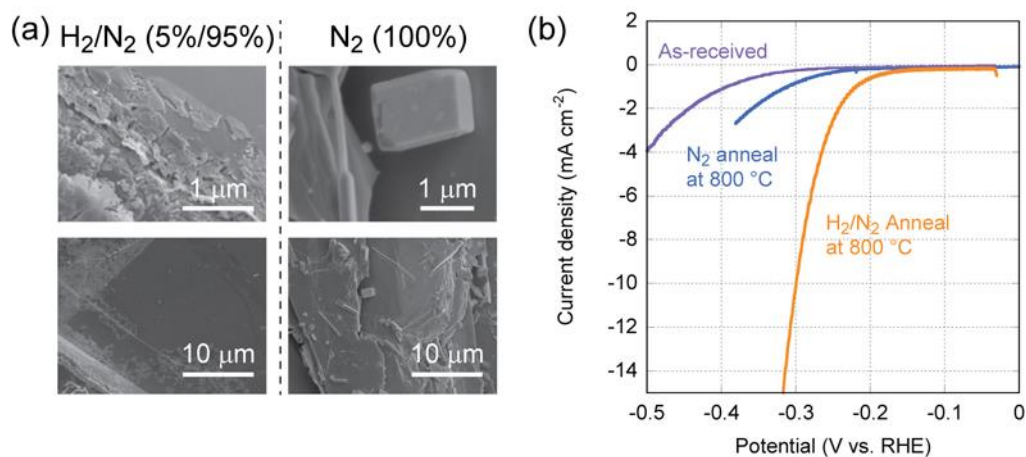 (a)
H₂/N₂ (5%/95%)
N₂ (100%)
1 μm
1 μm
10 μm
10 μm
(b)
As-received
N₂ anneal
at 800 °C
H₂/N₂ Anneal
at 800 °C
Current density (mA cm⁻²)
0
-2
-4
-6
-8
-10
-12
-14
-0.5
-0.4
-0.3
-0.2
-0.1
0
Potential (V vs. RHE)